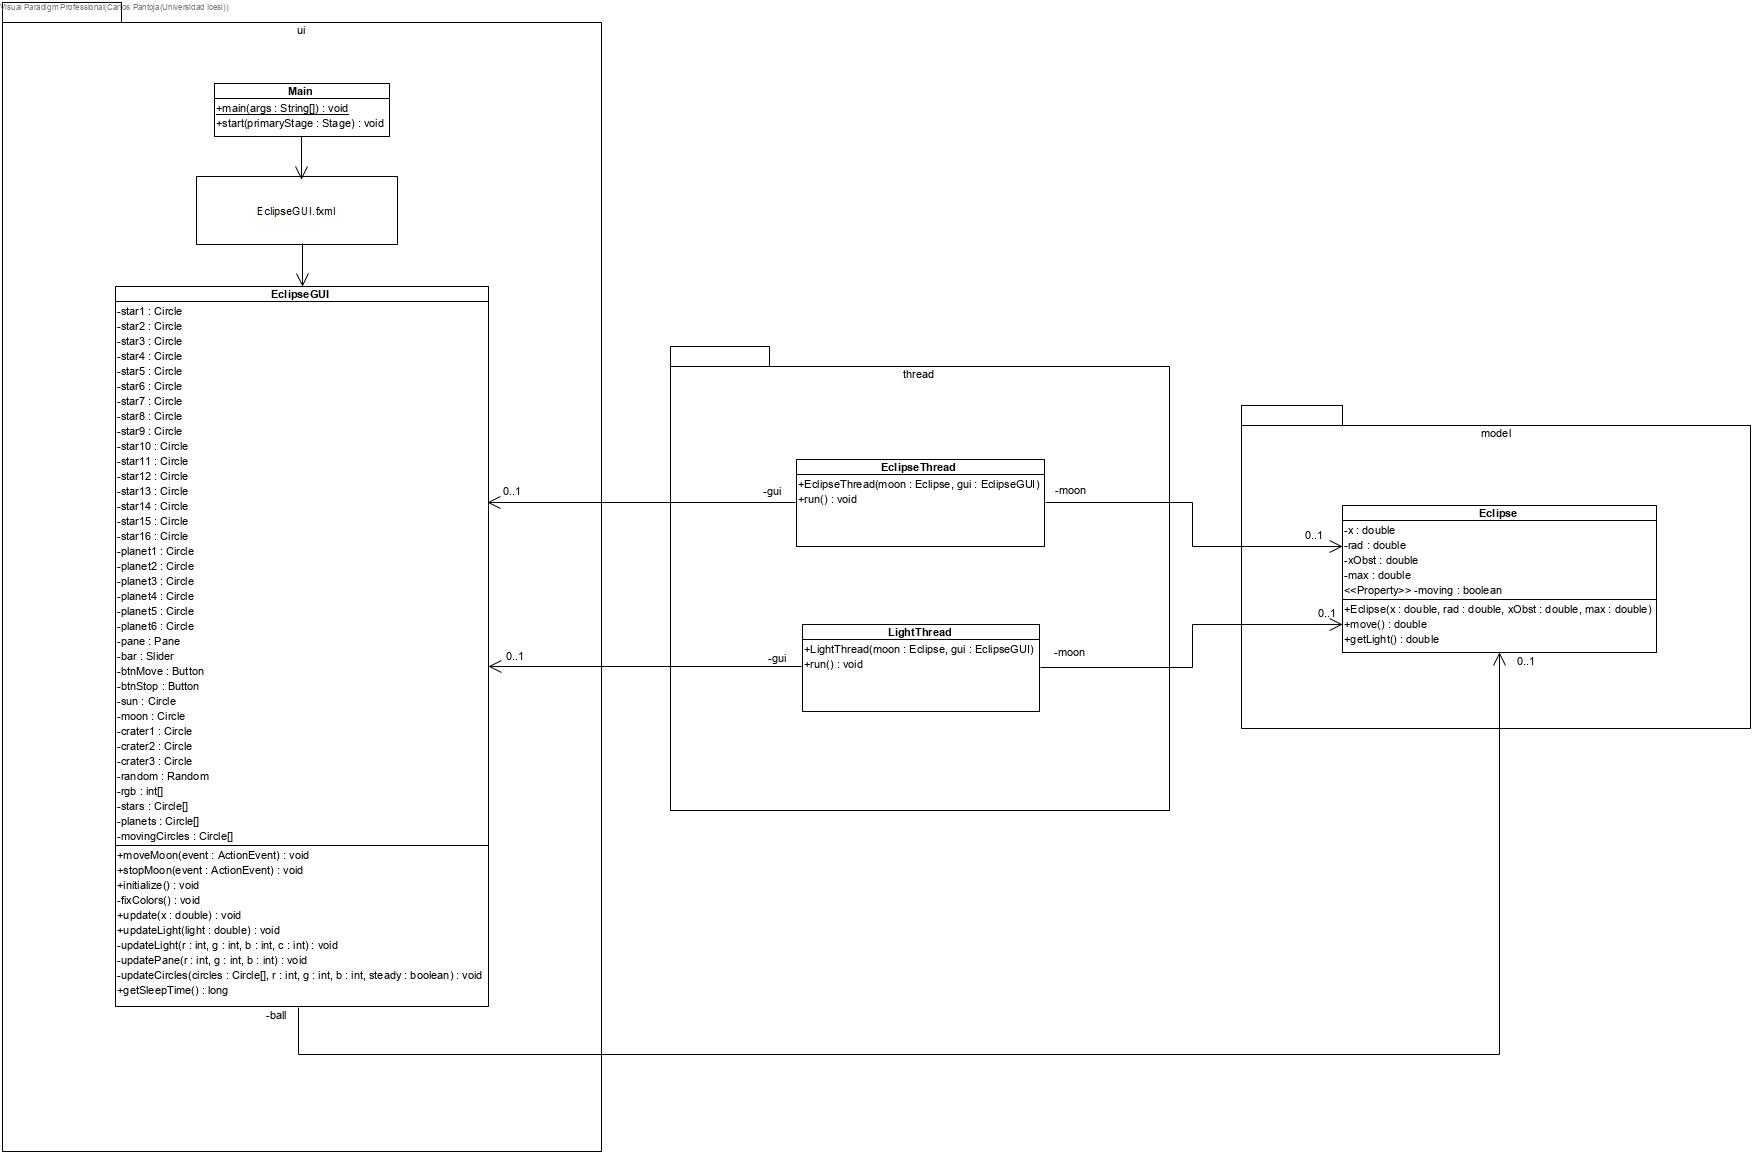 Visual Paradigm Professional(Carlos Pantoja(Universidad Icesi))
ui
Main
+main(args : String[]) : void
+start(primaryStage : Stage) : void
EclipseGUI.fxml
EclipseGUI
-star1 : Circle
-star2 : Circle
-star3 : Circle
-star4 : Circle
-star5 : Circle
-star6 : Circle
-star7 : Circle
-star8 : Circle
-star9 : Circle
-star10 : Circle
-star11 : Circle
-star12 : Circle
-star13 : Circle
-star14 : Circle
-star15 : Circle
-star16 : Circle
-planet1 : Circle
-planet2 : Circle
-planet3 : Circle
-planet4 : Circle
-planet5 : Circle
-planet6 : Circle
-pane : Pane
-bar : Slider
-btnMove : Button
-btnStop : Button
-sun : Circle
-moon : Circle
-crater1 : Circle
-crater2 : Circle
-crater3 : Circle
-random : Random
-rgb : int[]
-stars : Circle[]
-planets : Circle[]
-movingCircles : Circle[]
+moveMoon(event : ActionEvent) : void
+stopMoon(event : ActionEvent) : void
+initialize() : void
-fixColors() : void
+update(x : double) : void
+updateLight(light : double) : void
-updateLight(r : int, g : int, b : int, c : int) : void
-updatePane(r : int, g : int, b : int) : void
-updateCircles(circles : Circle[], r : int, g : int, b : int, steady : boolean) : void
+getSleepTime() : long
-ball
thread
0..1
-gui
EclipseThread
+EclipseThread(moon : Eclipse, gui : EclipseGUI)
+run() : void
-moon
0..1
0..1
-gui
LightThread
+LightThread(moon : Eclipse, gui : EclipseGUI)
+run() : void
-moon
0..1
model
Eclipse
-x : double
-rad : double
-xObst : double
-max : double
<<Property>> -moving : boolean
+Eclipse(x : double, rad : double, xObst : double, max : double)
+move() : double
+getLight() : double
0..1